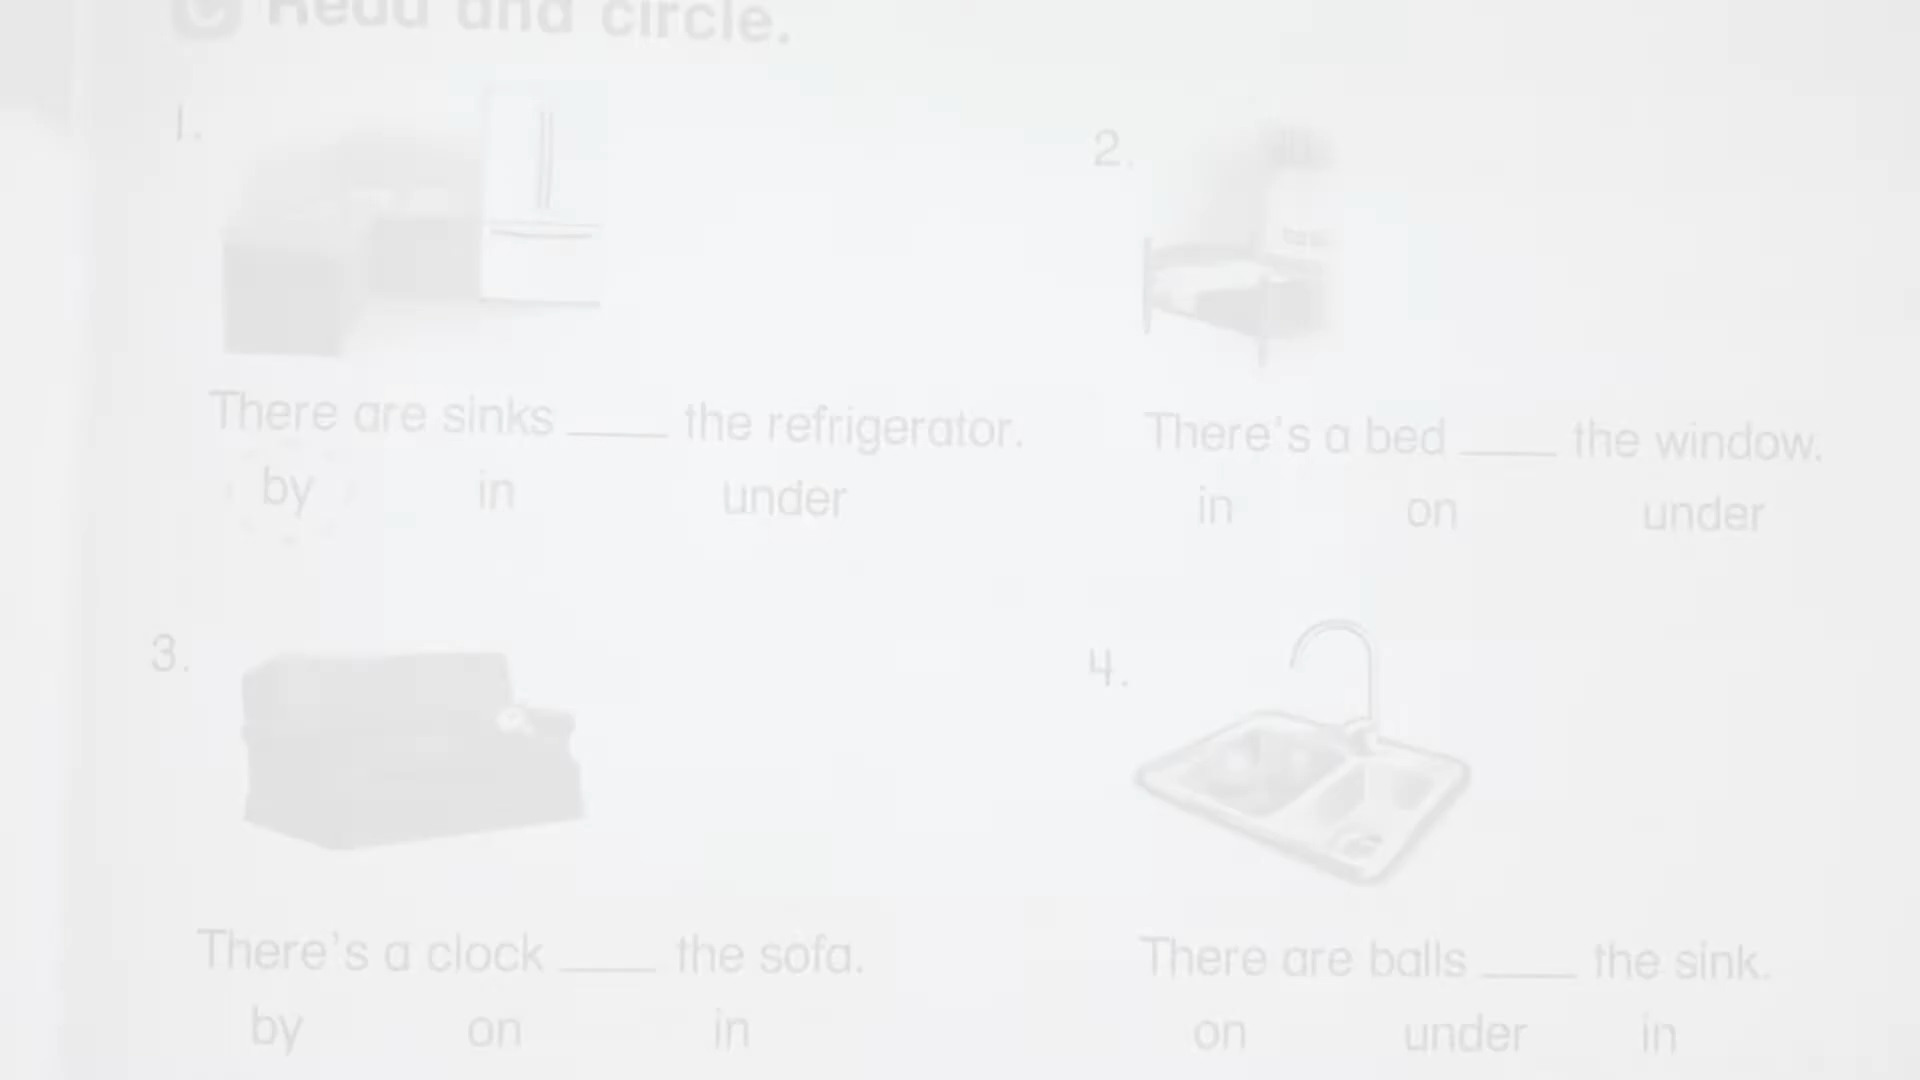 C Read and circle.
1.
There are sinks ____ the refrigerator.
by in under
2.
There's a bed ____ the window.
in on under
3.
There's a clock ____ the sofa.
by on in
4.
There are balls ____ the sink.
on under in